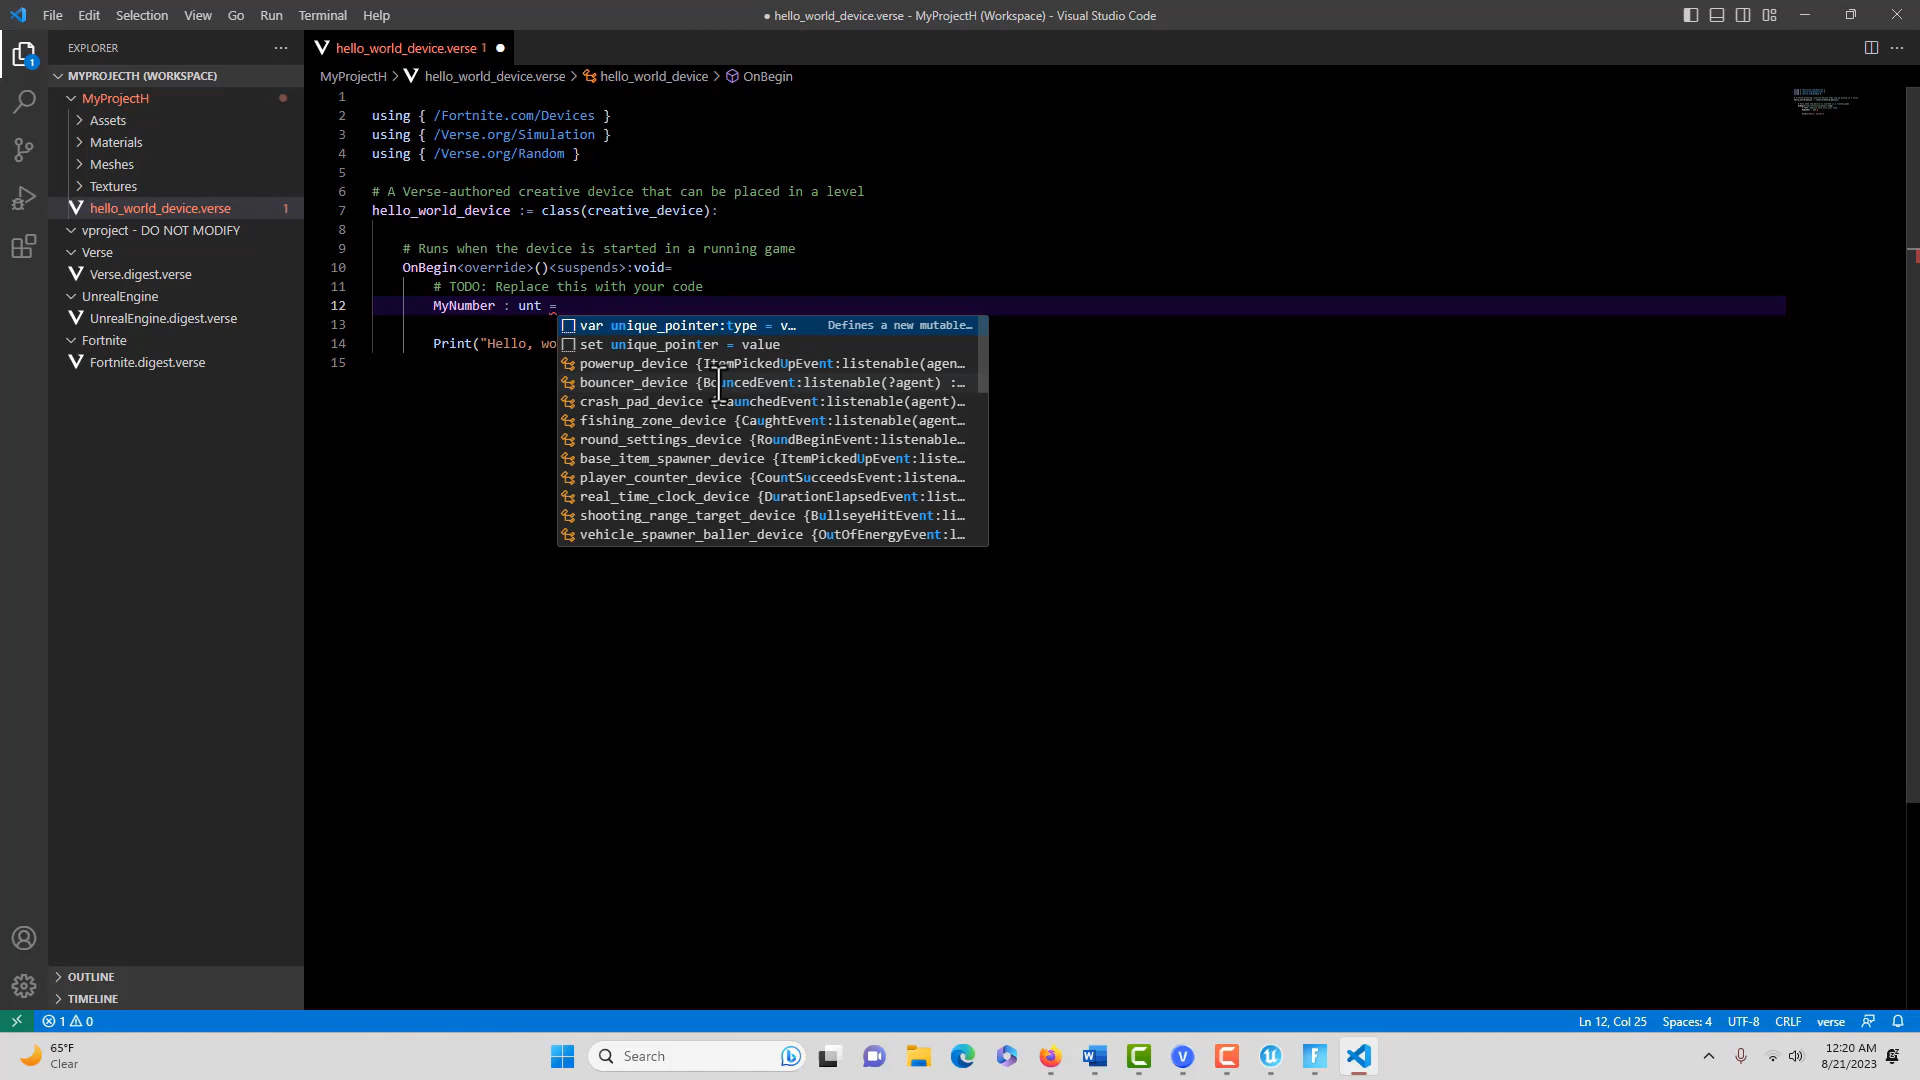 File Edit Selection View Go Run Terminal Help
● hello_world_device.verse - MyProjectH (Workspace) - Visual Studio Code
EXPLORER
hello_world_device.verse 1
MYPROJECTH (WORKSPACE)
MyProjectH
Assets
Materials
Meshes
Textures
hello_world_device.verse 1
vproject - DO NOT MODIFY
Verse
Verse.digest.verse
UnrealEngine
UnrealEngine.digest.verse
Fortnite
Fortnite.digest.verse
OUTLINE
TIMELINE
MyProjectH > hello_world_device.verse > hello_world_device > OnBegin
1
2 using { /Fortnite.com/Devices }
3 using { /Verse.org/Simulation }
4 using { /Verse.org/Random }
5
6 # A Verse-authored creative device that can be placed in a level
7 hello_world_device := class(creative_device):
8
9 # Runs when the device is started in a running game
10 OnBegin<override>()<suspends>:void=
11 # TODO: Replace this with your code
12 MyNumber : unt =
13
14 Print("Hello, wo
15
var unique_pointer:type = v… Defines a new mutable…
set unique_pointer = value
powerup_device {ItemPickedUpEvent:listenable(agen…
bouncer_device {BouncedEvent:listenable(?agent) :…
crash_pad_device {LaunchedEvent:listenable(agent)…
fishing_zone_device {CaughtEvent:listenable(agent…
round_settings_device {RoundBeginEvent:listenable…
base_item_spawner_device {ItemPickedUpEvent:liste…
player_counter_device {CountSucceedsEvent:listena…
real_time_clock_device {DurationElapsedEvent:list…
shooting_range_target_device {BullseyeHitEvent:li…
vehicle_spawner_baller_device {OutOfEnergyEvent:l…
1 0
Ln 12, Col 25 Spaces: 4 UTF-8 CRLF verse
65°F
Clear
Search
12:20 AM
8/21/2023